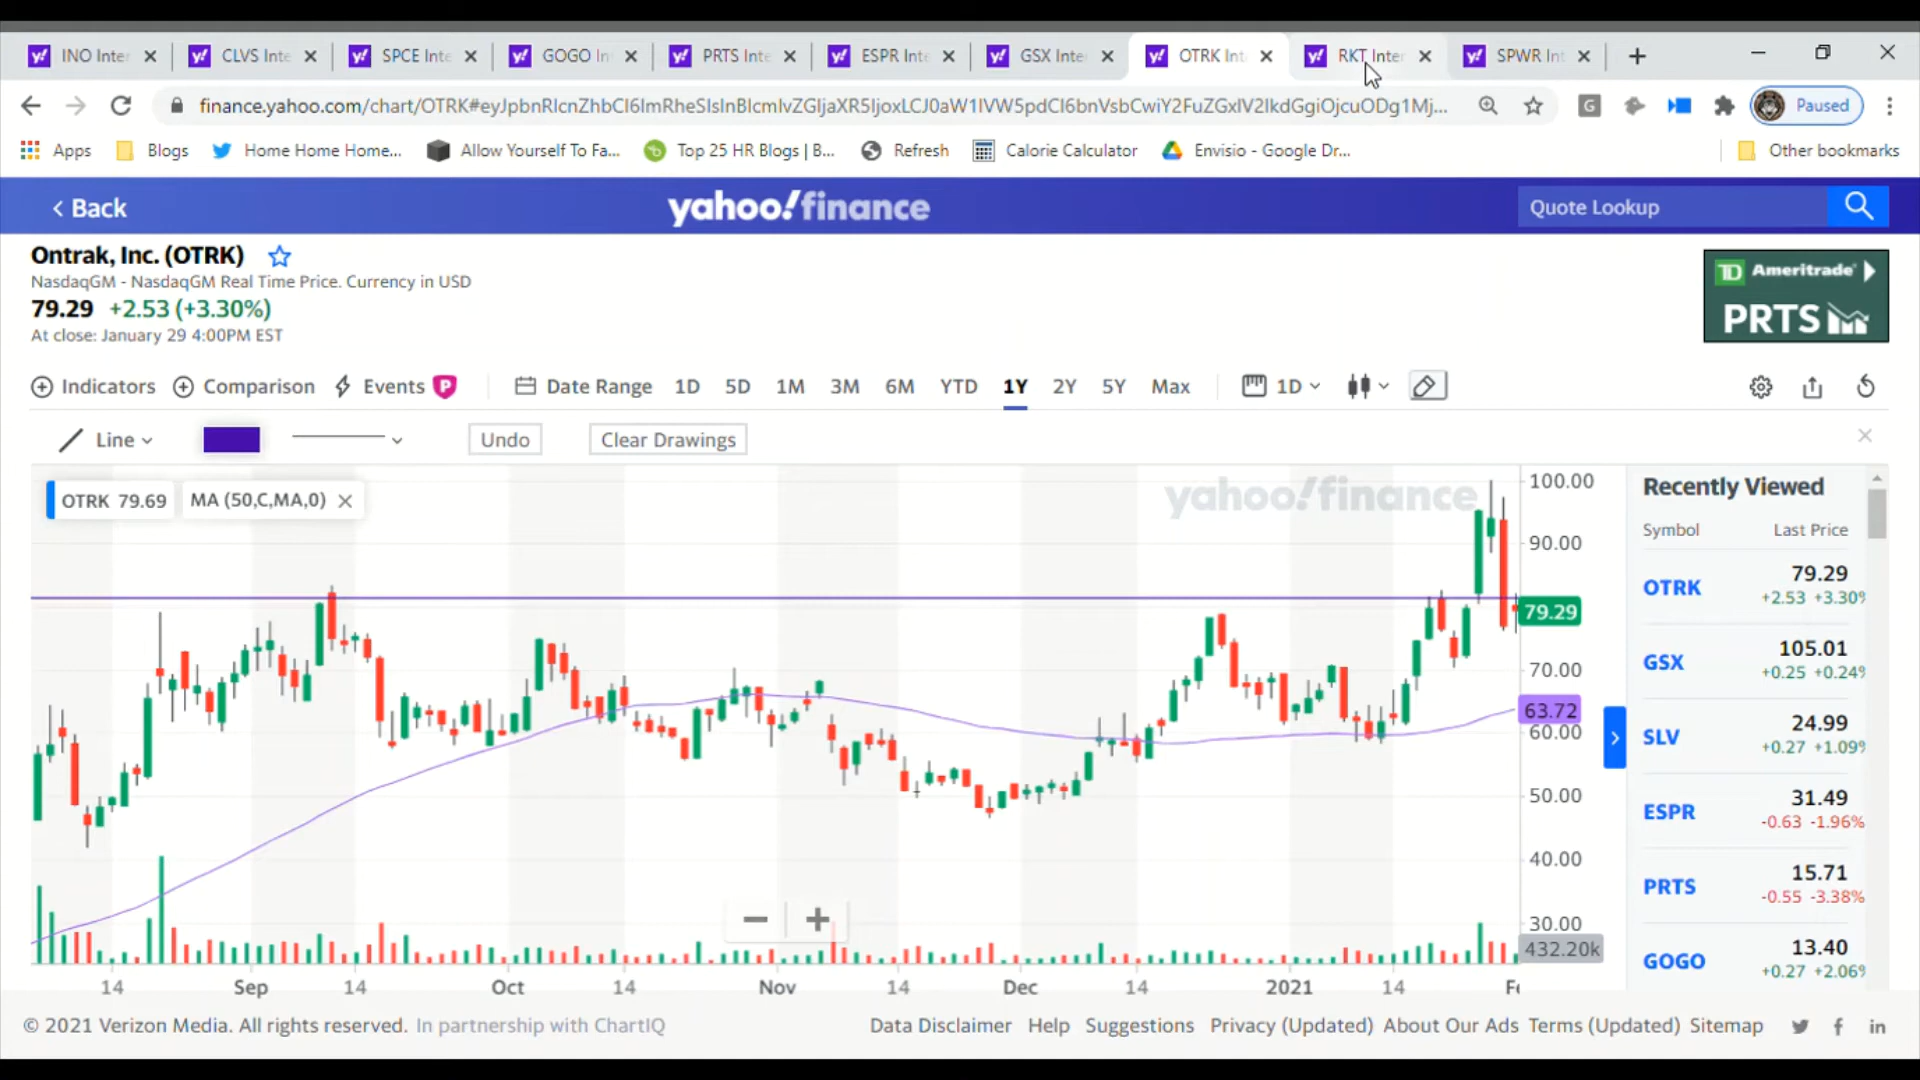 INO Inter CLVS Inte SPCE Inte GOGO In PRTS Inte ESPR Inte GSX Inte OTRK Int RKT Inter SPWR Int
finance.yahoo.com/chart/OTRK#eyJpbnRlcnZhbCI6ImRheSIsInBlcmlvZGljaXR5IjoxLCJ0aW1lVW5pdCI6bnVsbCwiY2FuZGxlV2lkdGgiOjcuODg1Mj... G Paused
Apps Blogs Home Home Home... Allow Yourself To Fa... Top 25 HR Blogs | B... Refresh Calorie Calculator Envisio - Google Dr... Other bookmarks
Back yahoo!finance Quote Lookup
Ontrak, Inc. (OTRK)
NasdaqGM - NasdaqGM Real Time Price. Currency in USD
79.29 +2.53 (+3.30%)
At close: January 29 4:00PM EST
TD Ameritrade
PRTS
Indicators Comparison Events P Date Range 1D 5D 1M 3M 6M YTD 1Y 2Y 5Y Max 1D
Line Undo Clear Drawings
OTRK 79.69 MA (50,C,MA,0)
yahoo!finance
100.00
90.00
79.29
70.00
63.72
60.00
50.00
40.00
30.00
432.20k
14 Sep 14 Oct 14 Nov 14 Dec 14 2021 14 Fe
Recently Viewed
Symbol Last Price
OTRK 79.29
+2.53 +3.30%
GSX 105.01
+0.25 +0.24%
SLV 24.99
+0.27 +1.09%
ESPR 31.49
-0.63 -1.96%
PRTS 15.71
-0.55 -3.38%
GOGO 13.40
+0.27 +2.06%
© 2021 Verizon Media. All rights reserved. In partnership with ChartIQ Data Disclaimer Help Suggestions Privacy (Updated) About Our Ads Terms (Updated) Sitemap